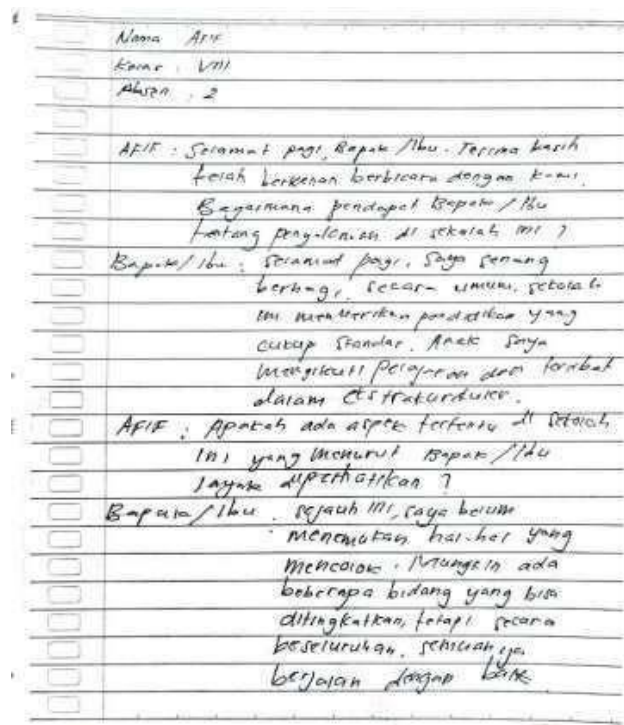 Nama Afif
Kelas : VIII
Absen : 2
AFIF : Selamat pagi, Bapak/Ibu. Terima kasih
telah berkenan berbicara dengan kami.
Bagaimana pendapat Bapak/Ibu
tentang pengalaman di sekolah ini ?
Bapak/Ibu : selamat pagi. Saya senang
berbagi. secara umum, sekolah
ini memberikan pendidikan yang
cukup standar. Anak saya
mengikuti pelajaran dan terlibat
dalam ekstrakurikuler.
AFIF : Apakah ada aspek tertentu di sekolah
ini yang menurut Bapak/Ibu
layak diperhatikan ?
Bapak/Ibu : sejauh ini, saya belum
menemukan hal-hal yang
mencolok. Mungkin ada
beberapa bidang yang bisa
ditingkatkan, tetapi secara
keseluruhan, semuanya
berjalan dengan baik